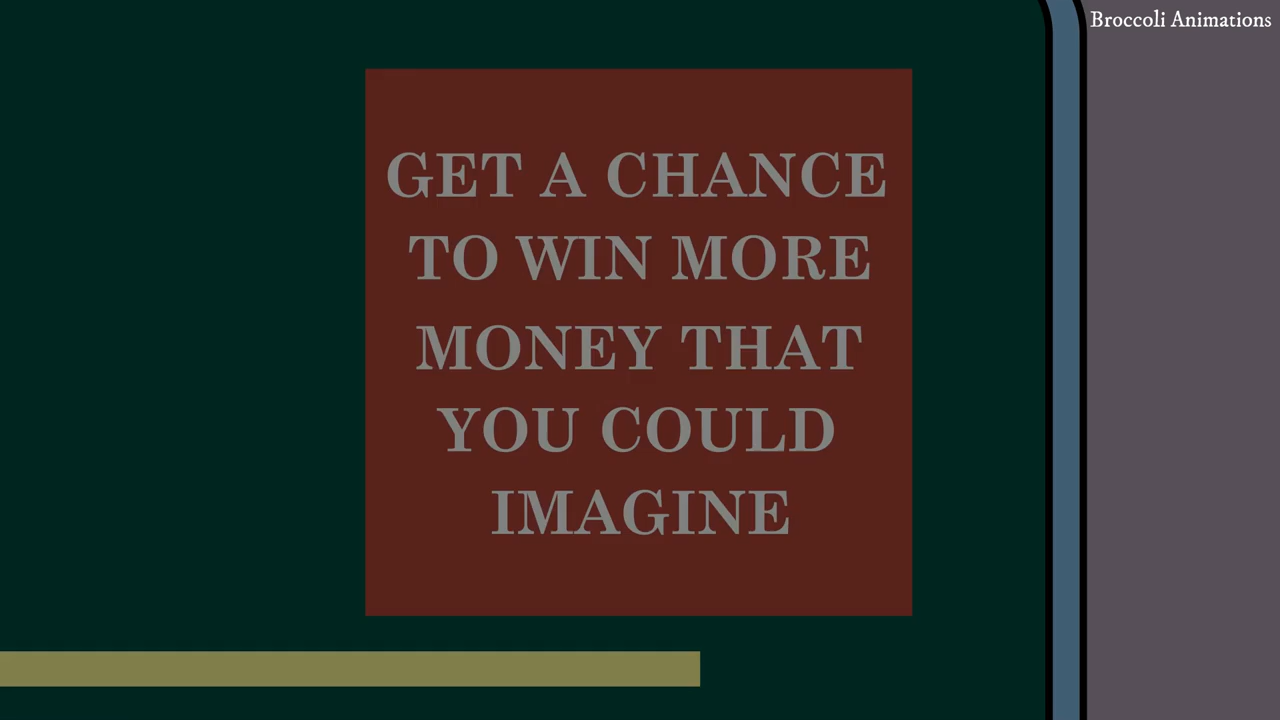 Broccoli Animations
GET A CHANCE
TO WIN MORE
MONEY THAT
YOU COULD
IMAGINE